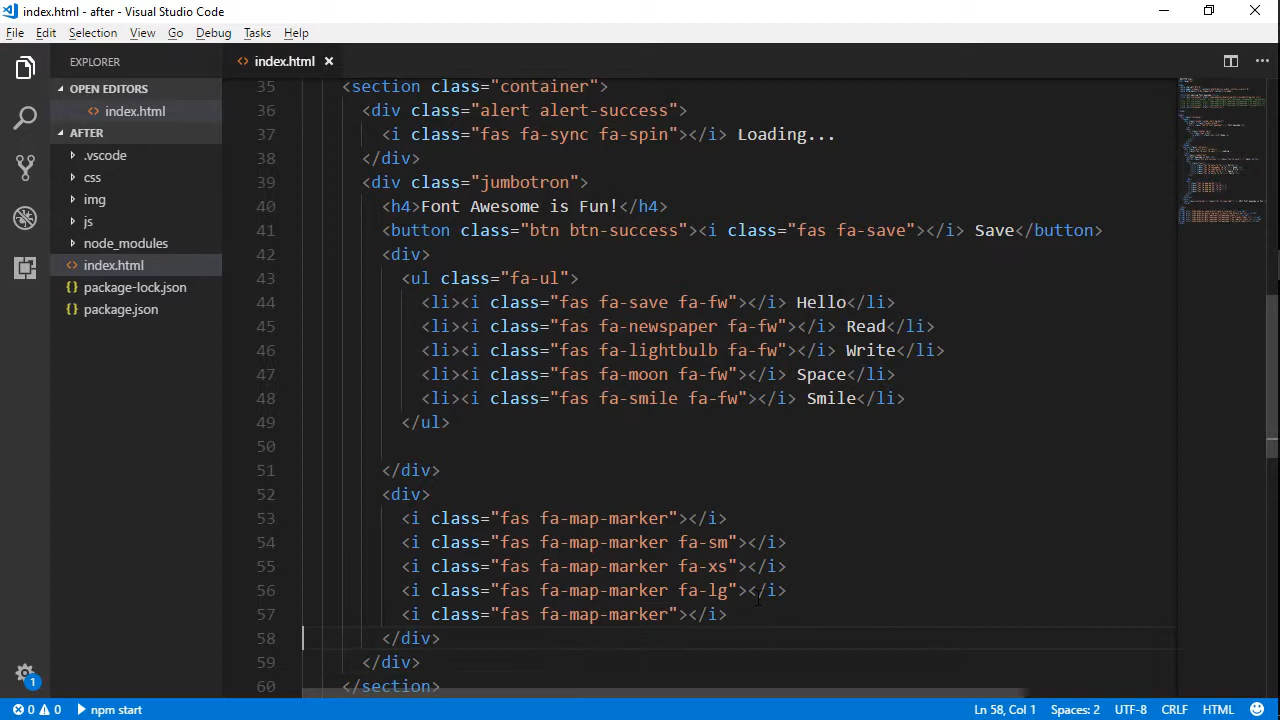 index.html - after - Visual Studio Code
File Edit Selection View Go Debug Tasks Help
EXPLORER
OPEN EDITORS
<> index.html
AFTER
.vscode
css
img
js
node_modules
<> index.html
package-lock.json
package.json
<> index.html ×
35 <section class="container">
36 <div class="alert alert-success">
37 <i class="fas fa-sync fa-spin"></i> Loading...
38 </div>
39 <div class="jumbotron">
40 <h4>Font Awesome is Fun!</h4>
41 <button class="btn btn-success"><i class="fas fa-save"></i> Save</button>
42 <div>
43 <ul class="fa-ul">
44 <li><i class="fas fa-save fa-fw"></i> Hello</li>
45 <li><i class="fas fa-newspaper fa-fw"></i> Read</li>
46 <li><i class="fas fa-lightbulb fa-fw"></i> Write</li>
47 <li><i class="fas fa-moon fa-fw"></i> Space</li>
48 <li><i class="fas fa-smile fa-fw"></i> Smile</li>
49 </ul>
50
51 </div>
52 <div>
53 <i class="fas fa-map-marker"></i>
54 <i class="fas fa-map-marker fa-sm"></i>
55 <i class="fas fa-map-marker fa-xs"></i>
56 <i class="fas fa-map-marker fa-lg"></i>
57 <i class="fas fa-map-marker"></i>
58 </div>
59 </div>
60 </section>
1
0 0 npm start
Ln 58, Col 1 Spaces: 2 UTF-8 CRLF HTML